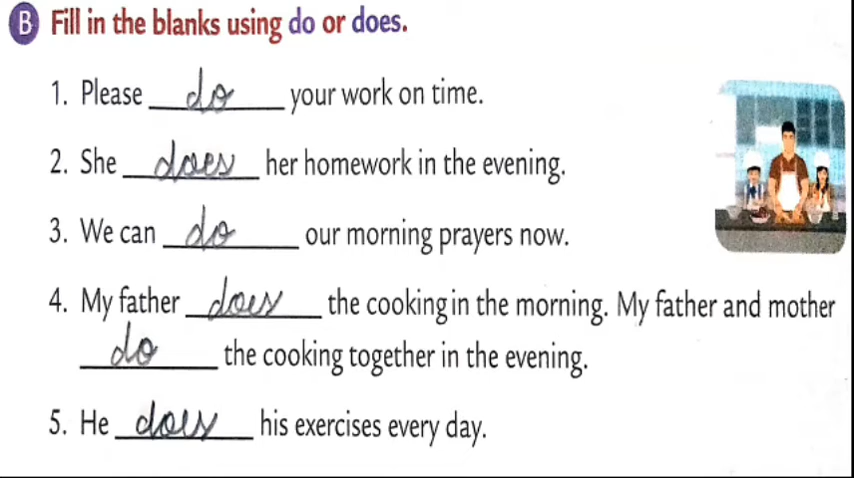 B Fill in the blanks using do or does.
1. Please do your work on time.
2. She does her homework in the evening.
3. We can do our morning prayers now.
4. My father does the cooking in the morning. My father and mother
do the cooking together in the evening.
5. He does his exercises every day.